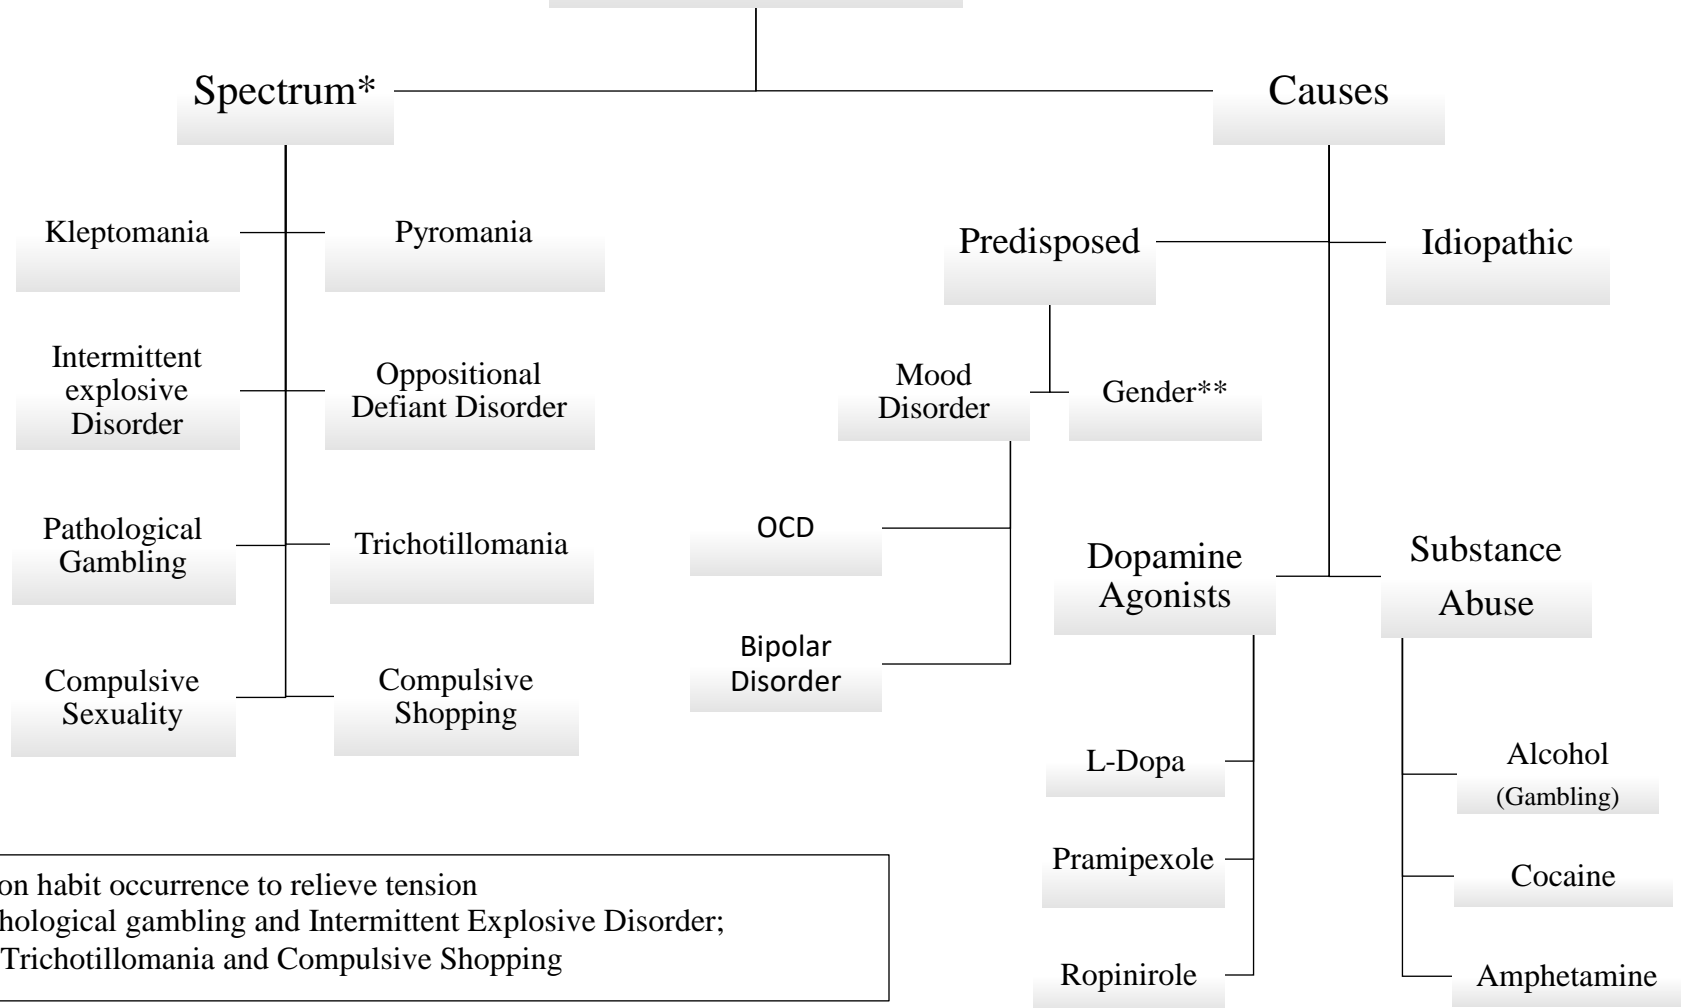 Spectrum*
Causes
Kleptomania
Pyromania
Predisposed
Idiopathic
Intermittent
explosive
Disorder
Oppositional
Defiant Disorder
Mood
Disorder
Gender**
Pathological
Gambling
Trichotillomania
OCD
Dopamine
Agonists
Substance
Abuse
Compulsive
Sexuality
Compulsive
Shopping
Bipolar
Disorder
L-Dopa
Alcohol
(Gambling)
Pramipexole
Cocaine
Ropinirole
Amphetamine
on habit occurrence to relieve tension
hological gambling and Intermittent Explosive Disorder;
Trichotillomania and Compulsive Shopping